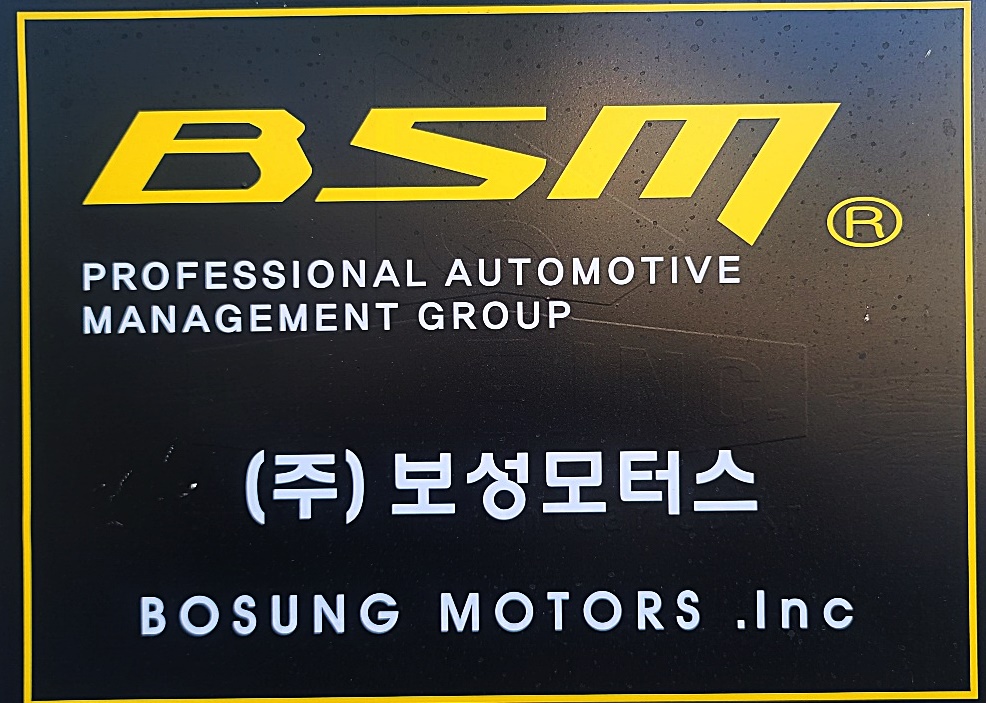 BSM®
PROFESSIONAL AUTOMOTIVE
MANAGEMENT GROUP
(주) 보성모터스
BOSUNG MOTORS .Inc